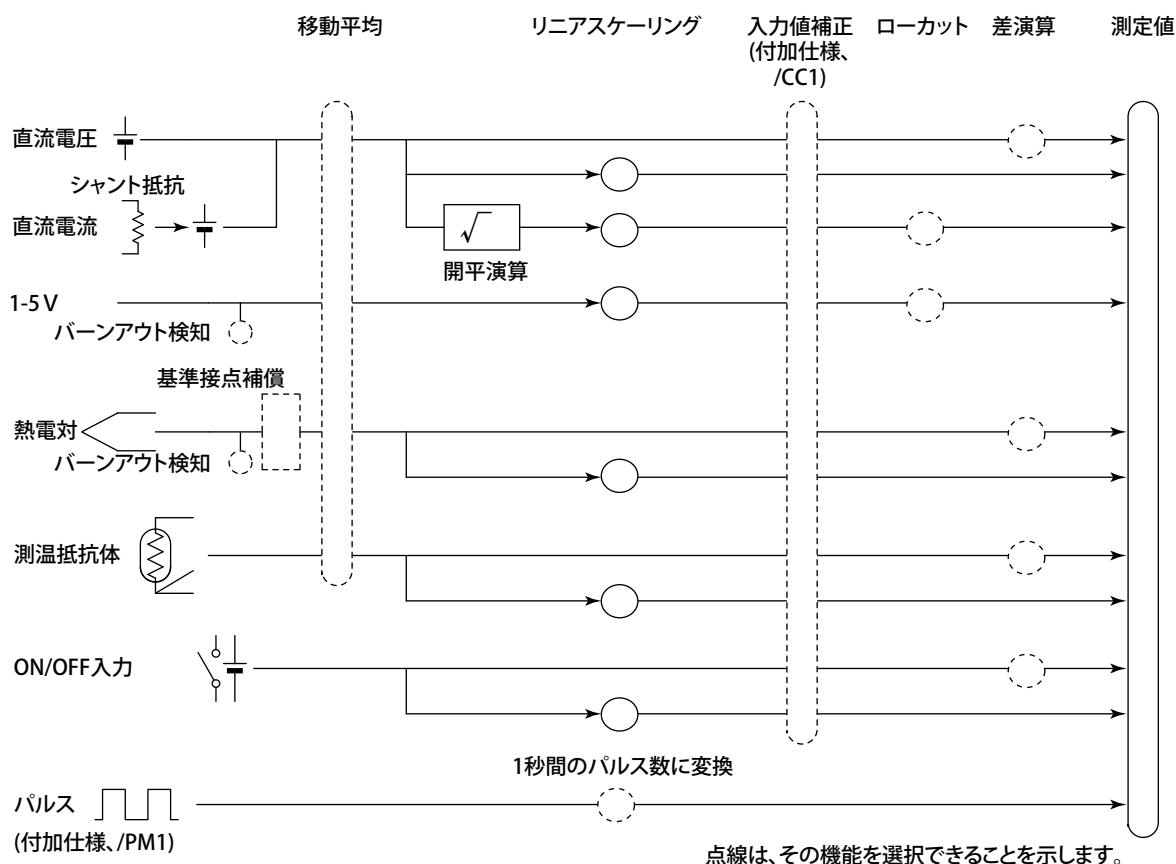 移動平均
リニアスケーリング
入力値補正
(付加仕様、
/CC1)
ローカット
差演算
測定値
直流電圧
シャント抵抗
直流電流
√
開平演算
1-5 V
バーンアウト検知
基準接点補償
熱電対
バーンアウト検知
測温抵抗体
ON/OFF入力
1秒間のパルス数に変換
パルス
(付加仕様、/PM1)
点線は、その機能を選択できることを示します。